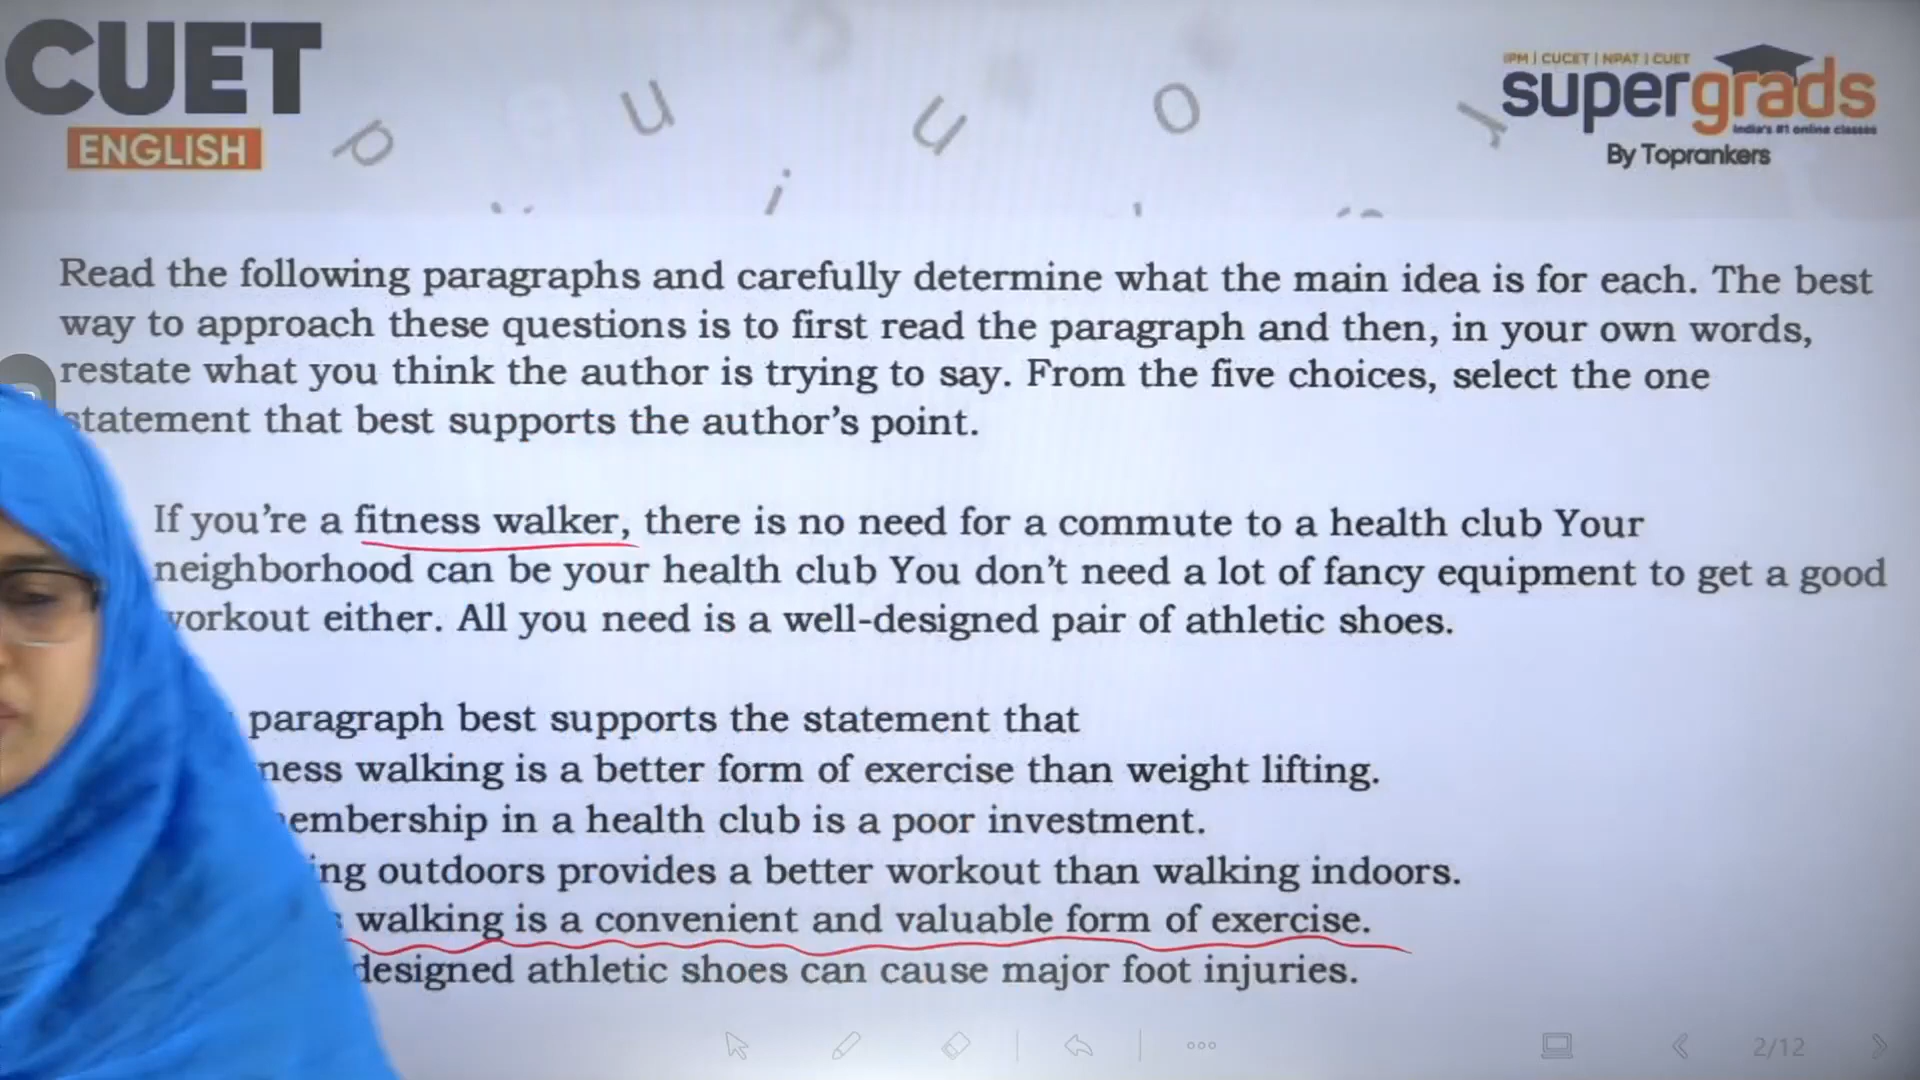 CUET
ENGLISH
IPM | CUCET | NPAT | CUET
supergrads
India's #1 online classes
By Toprankers
Read the following paragraphs and carefully determine what the main idea is for each. The best
way to approach these questions is to first read the paragraph and then, in your own words,
restate what you think the author is trying to say. From the five choices, select the one
statement that best supports the author's point.
If you're a fitness walker, there is no need for a commute to a health club Your
neighborhood can be your health club You don't need a lot of fancy equipment to get a good
workout either. All you need is a well-designed pair of athletic shoes.
paragraph best supports the statement that
ness walking is a better form of exercise than weight lifting.
embership in a health club is a poor investment.
ing outdoors provides a better workout than walking indoors.
walking is a convenient and valuable form of exercise.
designed athletic shoes can cause major foot injuries.
2/12